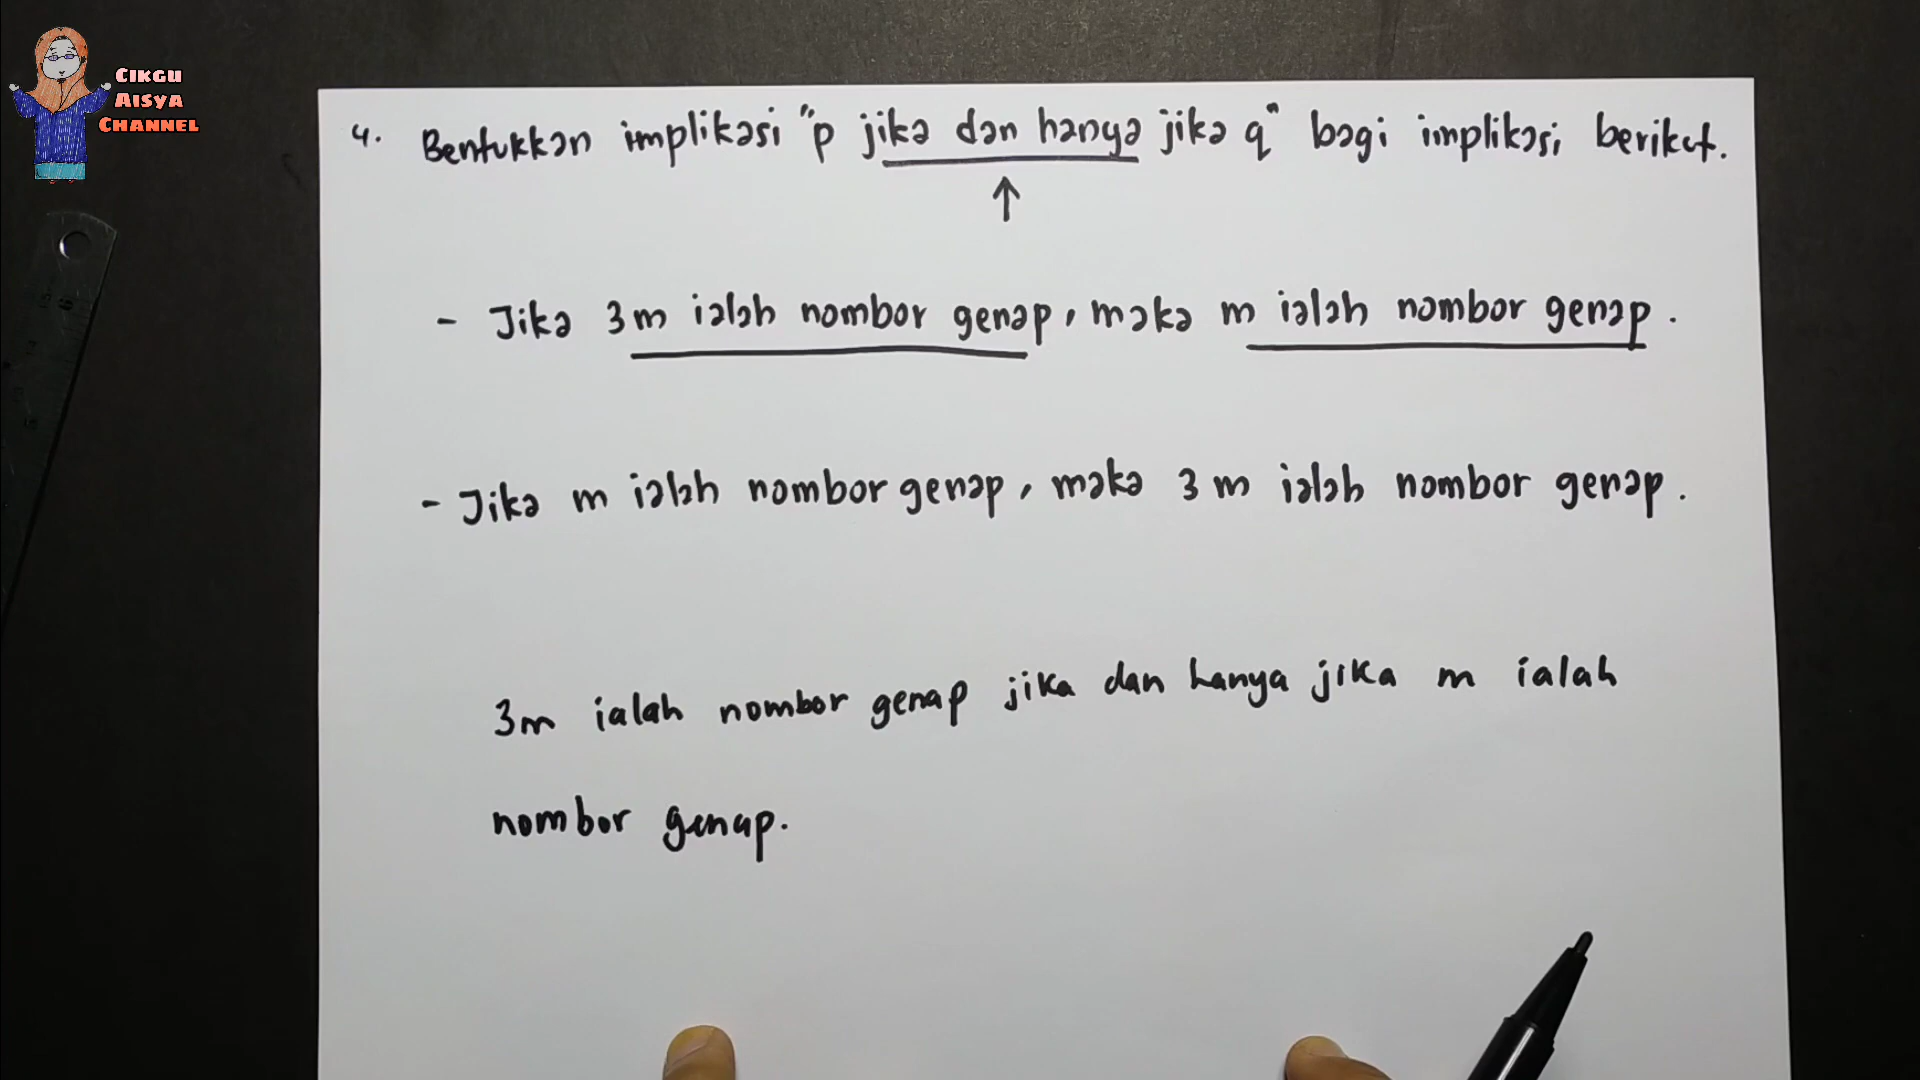 CIKGU
AISYA
CHANNEL
4. Bentukkan implikasi "p jika dan hanya jika q" bagi implikasi berikut.
- Jika 3m ialah nombor genap, maka m ialah nombor genap.
- Jika m ialah nombor genap, maka 3m ialah nombor genap.
3m ialah nombor genap jika dan hanya jika m ialah
nombor genap.